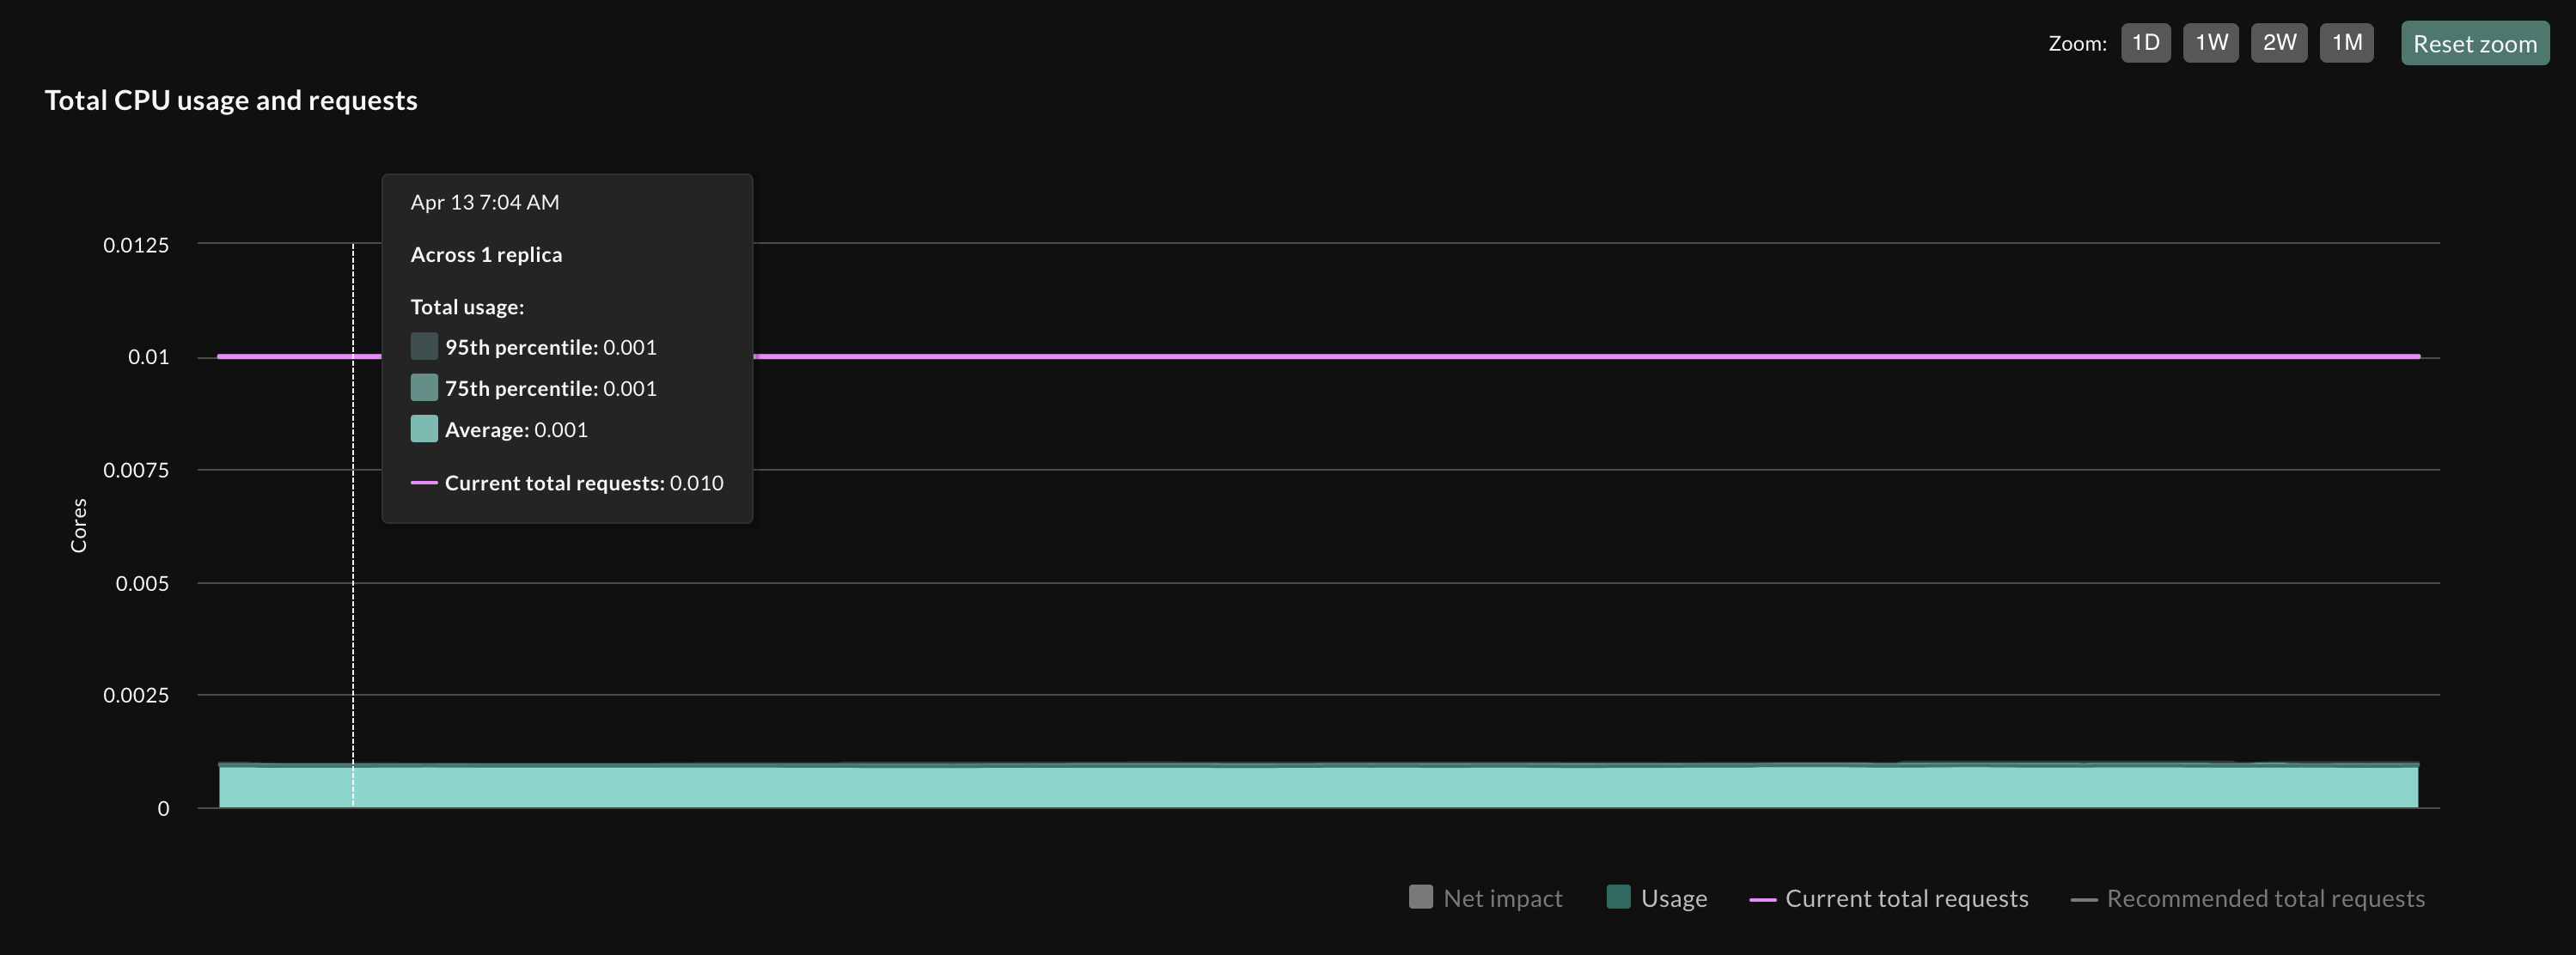 Zoom: 1D 1W 2W 1M Reset zoom
Total CPU usage and requests
Apr 13 7:04 AM
Across 1 replica
Total usage:
95th percentile: 0.001
75th percentile: 0.001
Average: 0.001
Current total requests: 0.010
0.0125
0.01
0.0075
0.005
0.0025
0
Cores
Net impact Usage Current total requests Recommended total requests